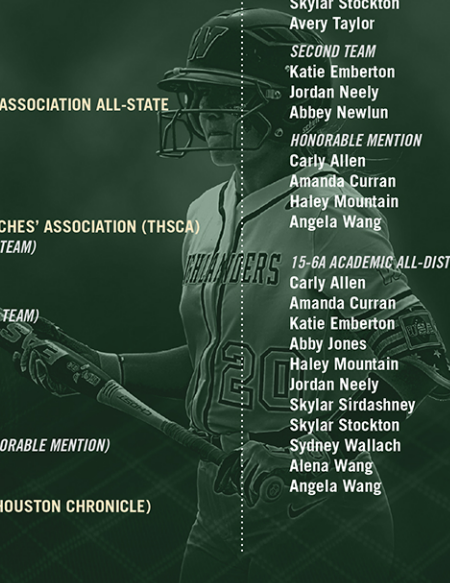 ASSOCIATION ALL-STATE
CHES' ASSOCIATION (THSCA)
TEAM)
TEAM)
ORABLE MENTION)
HOUSTON CHRONICLE)
Skylar Stockton
Avery Taylor
SECOND TEAM
Katie Emberton
Jordan Neely
Abbey Newlun
HONORABLE MENTION
Carly Allen
Amanda Curran
Haley Mountain
Angela Wang
15-6A ACADEMIC ALL-DIST
Carly Allen
Amanda Curran
Katie Emberton
Abby Jones
Haley Mountain
Jordan Neely
Skylar Sirdashney
Skylar Stockton
Sydney Wallach
Alena Wang
Angela Wang
W
GHLANDERS
20